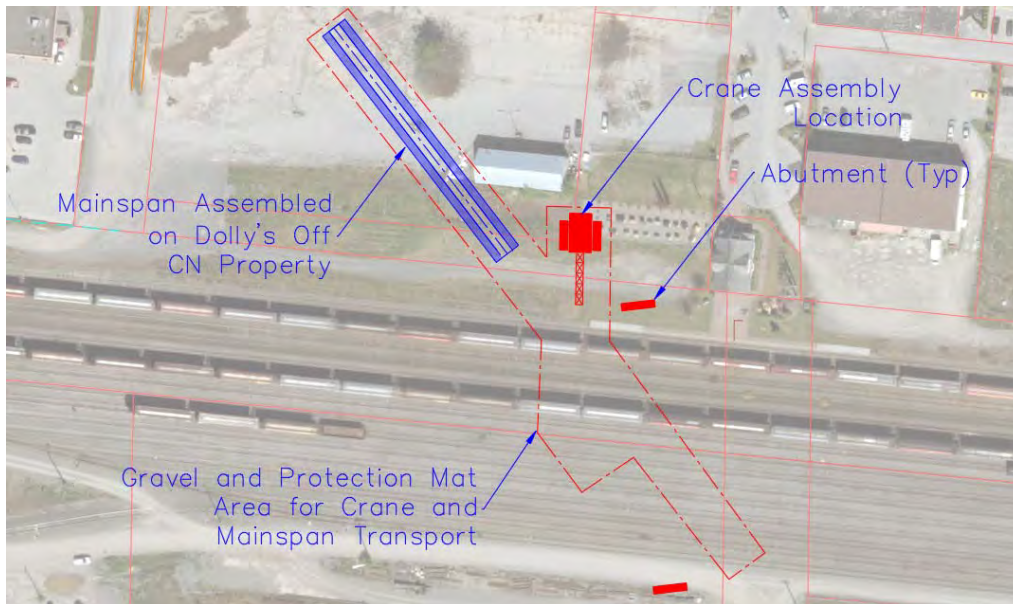 Crane Assembly
Location
Abutment (Typ)
Mainspan Assembled
on Dolly's Off
CN Property
Gravel and Protection Mat
Area for Crane and
Mainspan Transport